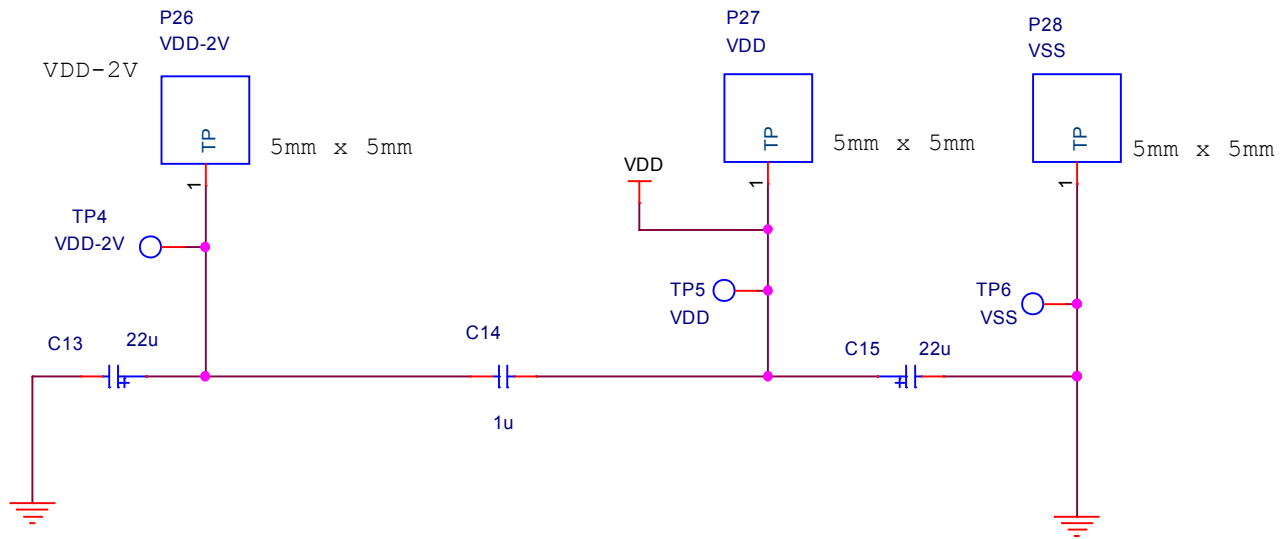 P26
VDD-2V
VDD-2V
TP
5mm x 5mm
1
TP4
VDD-2V
C13
22u
C14
1u
P27
VDD
TP
5mm x 5mm
1
VDD
TP5
VDD
C15
22u
P28
VSS
TP
5mm x 5mm
1
TP6
VSS